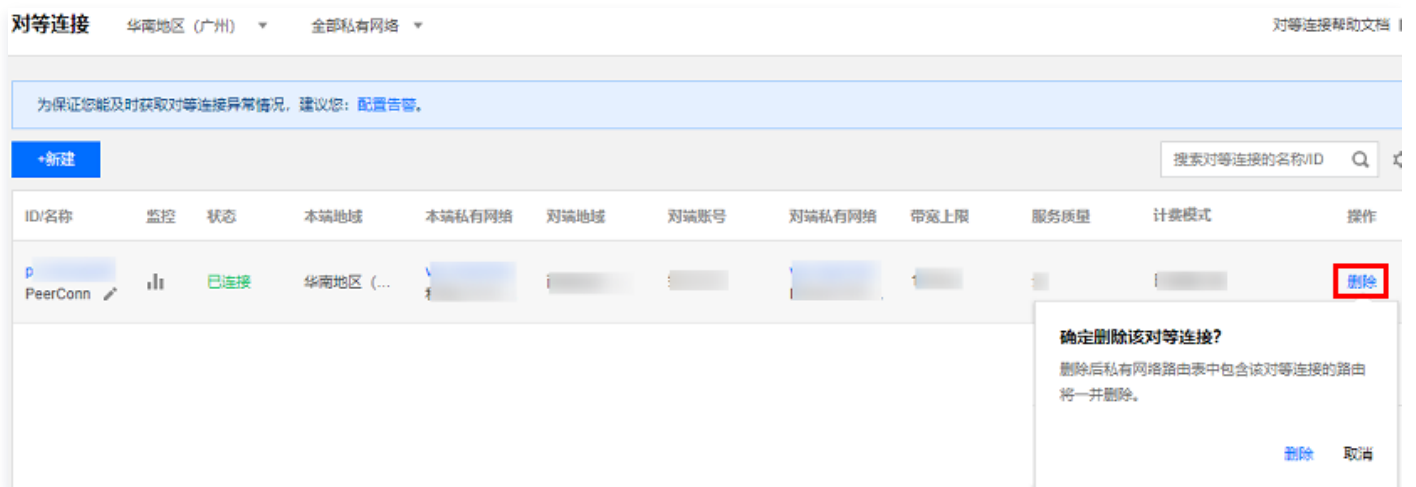 对等连接 华南地区（广州） 全部私有网络 对等连接帮助文档
为保证您能及时获取对等连接异常情况，建议您：配置告警。
+新建 搜索对等连接的名称/ID
ID/名称 监控 状态 本端地域 本端私有网络 对端地域 对端账号 对端私有网络 带宽上限 服务质量 计费模式 操作
p
PeerConn 已连接 华南地区（... 删除
确定删除该对等连接？
删除后私有网络路由表中包含该对等连接的路由
将一并删除。
删除 取消